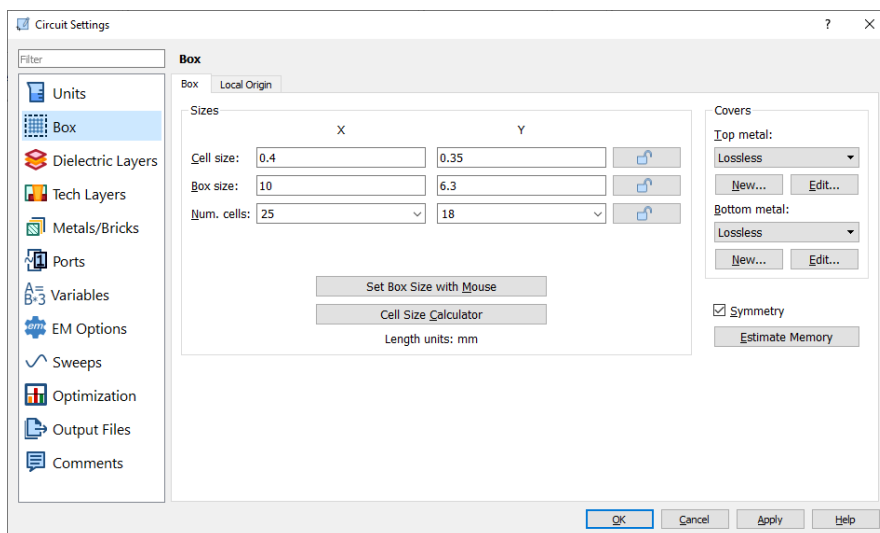 Circuit Settings
?
Filter
Box
Units
Box
Dielectric Layers
Tech Layers
Metals/Bricks
Ports
Variables
EM Options
Sweeps
Optimization
Output Files
Comments
Box Local Origin
Sizes
X Y
Cell size: 0.4 0.35
Box size: 10 6.3
Num. cells: 25 18
Set Box Size with Mouse
Cell Size Calculator
Length units: mm
Covers
Top metal:
Lossless
New... Edit...
Bottom metal:
Lossless
New... Edit...
Symmetry
Estimate Memory
OK Cancel Apply Help